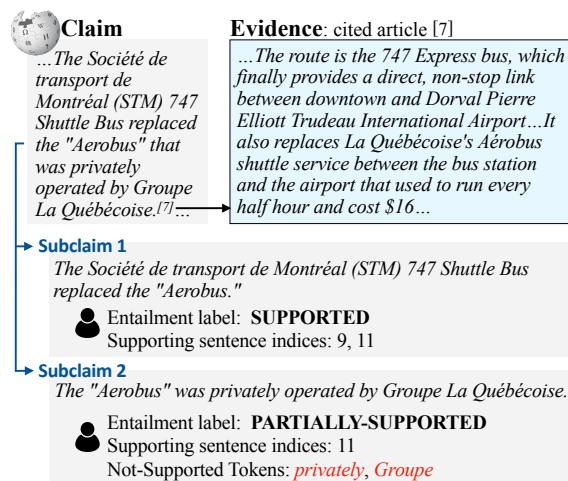 Claim
…The Société de
transport de
Montréal (STM) 747
Shuttle Bus replaced
the "Aerobus" that
was privately
operated by Groupe
La Québécoise.[7]…
Evidence: cited article [7]
…The route is the 747 Express bus, which
finally provides a direct, non-stop link
between downtown and Dorval Pierre
Elliott Trudeau International Airport…It
also replaces La Québécoise's Aérobus
shuttle service between the bus station
and the airport that used to run every
half hour and cost $16…
Subclaim 1
The Société de transport de Montréal (STM) 747 Shuttle Bus
replaced the "Aerobus."
Entailment label: SUPPORTED
Supporting sentence indices: 9, 11
Subclaim 2
The "Aerobus" was privately operated by Groupe La Québécoise.
Entailment label: PARTIALLY-SUPPORTED
Supporting sentence indices: 11
Not-Supported Tokens: privately, Groupe